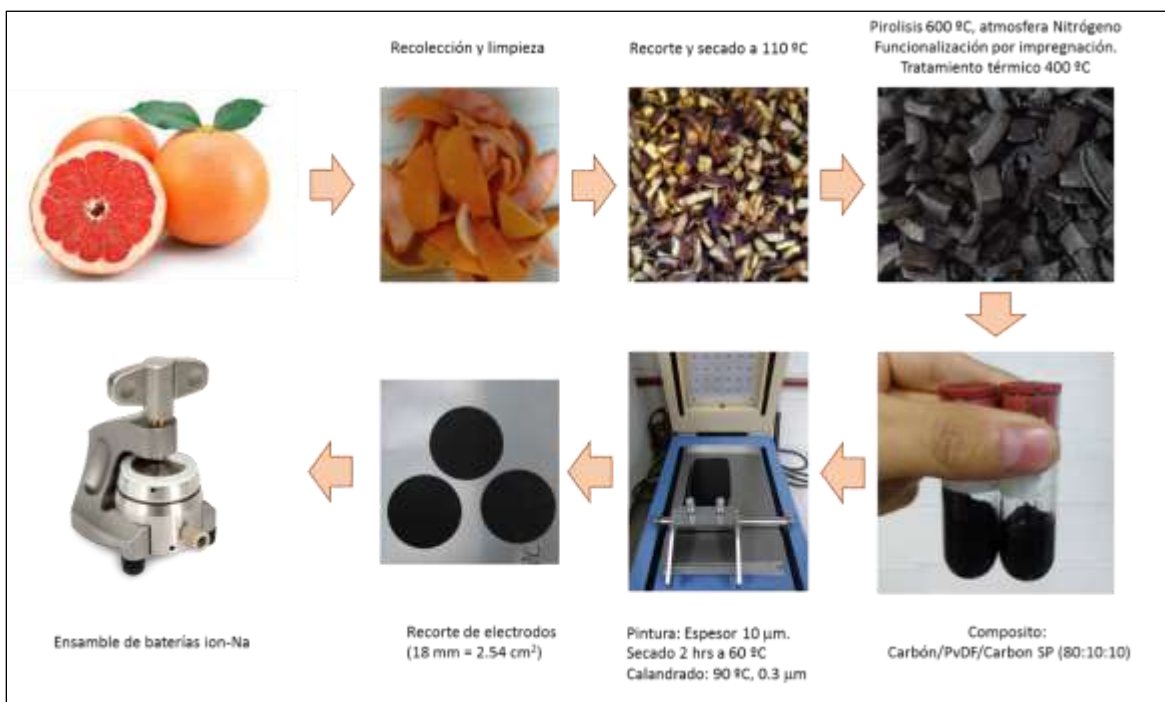 Recolección y limpieza
Recorte y secado a 110 ºC
Pirolisis 600 ºC, atmosfera Nitrógeno
Funcionalización por impregnación.
Tratamiento térmico 400 ºC
Ensamble de baterías ion-Na
Recorte de electrodos
(18 mm = 2.54 cm²)
Pintura: Espesor 10 µm.
Secado 2 hrs a 60 ºC
Calandrado: 90 ºC, 0.3 µm
Composito:
Carbón/PvDF/Carbon SP (80:10:10)